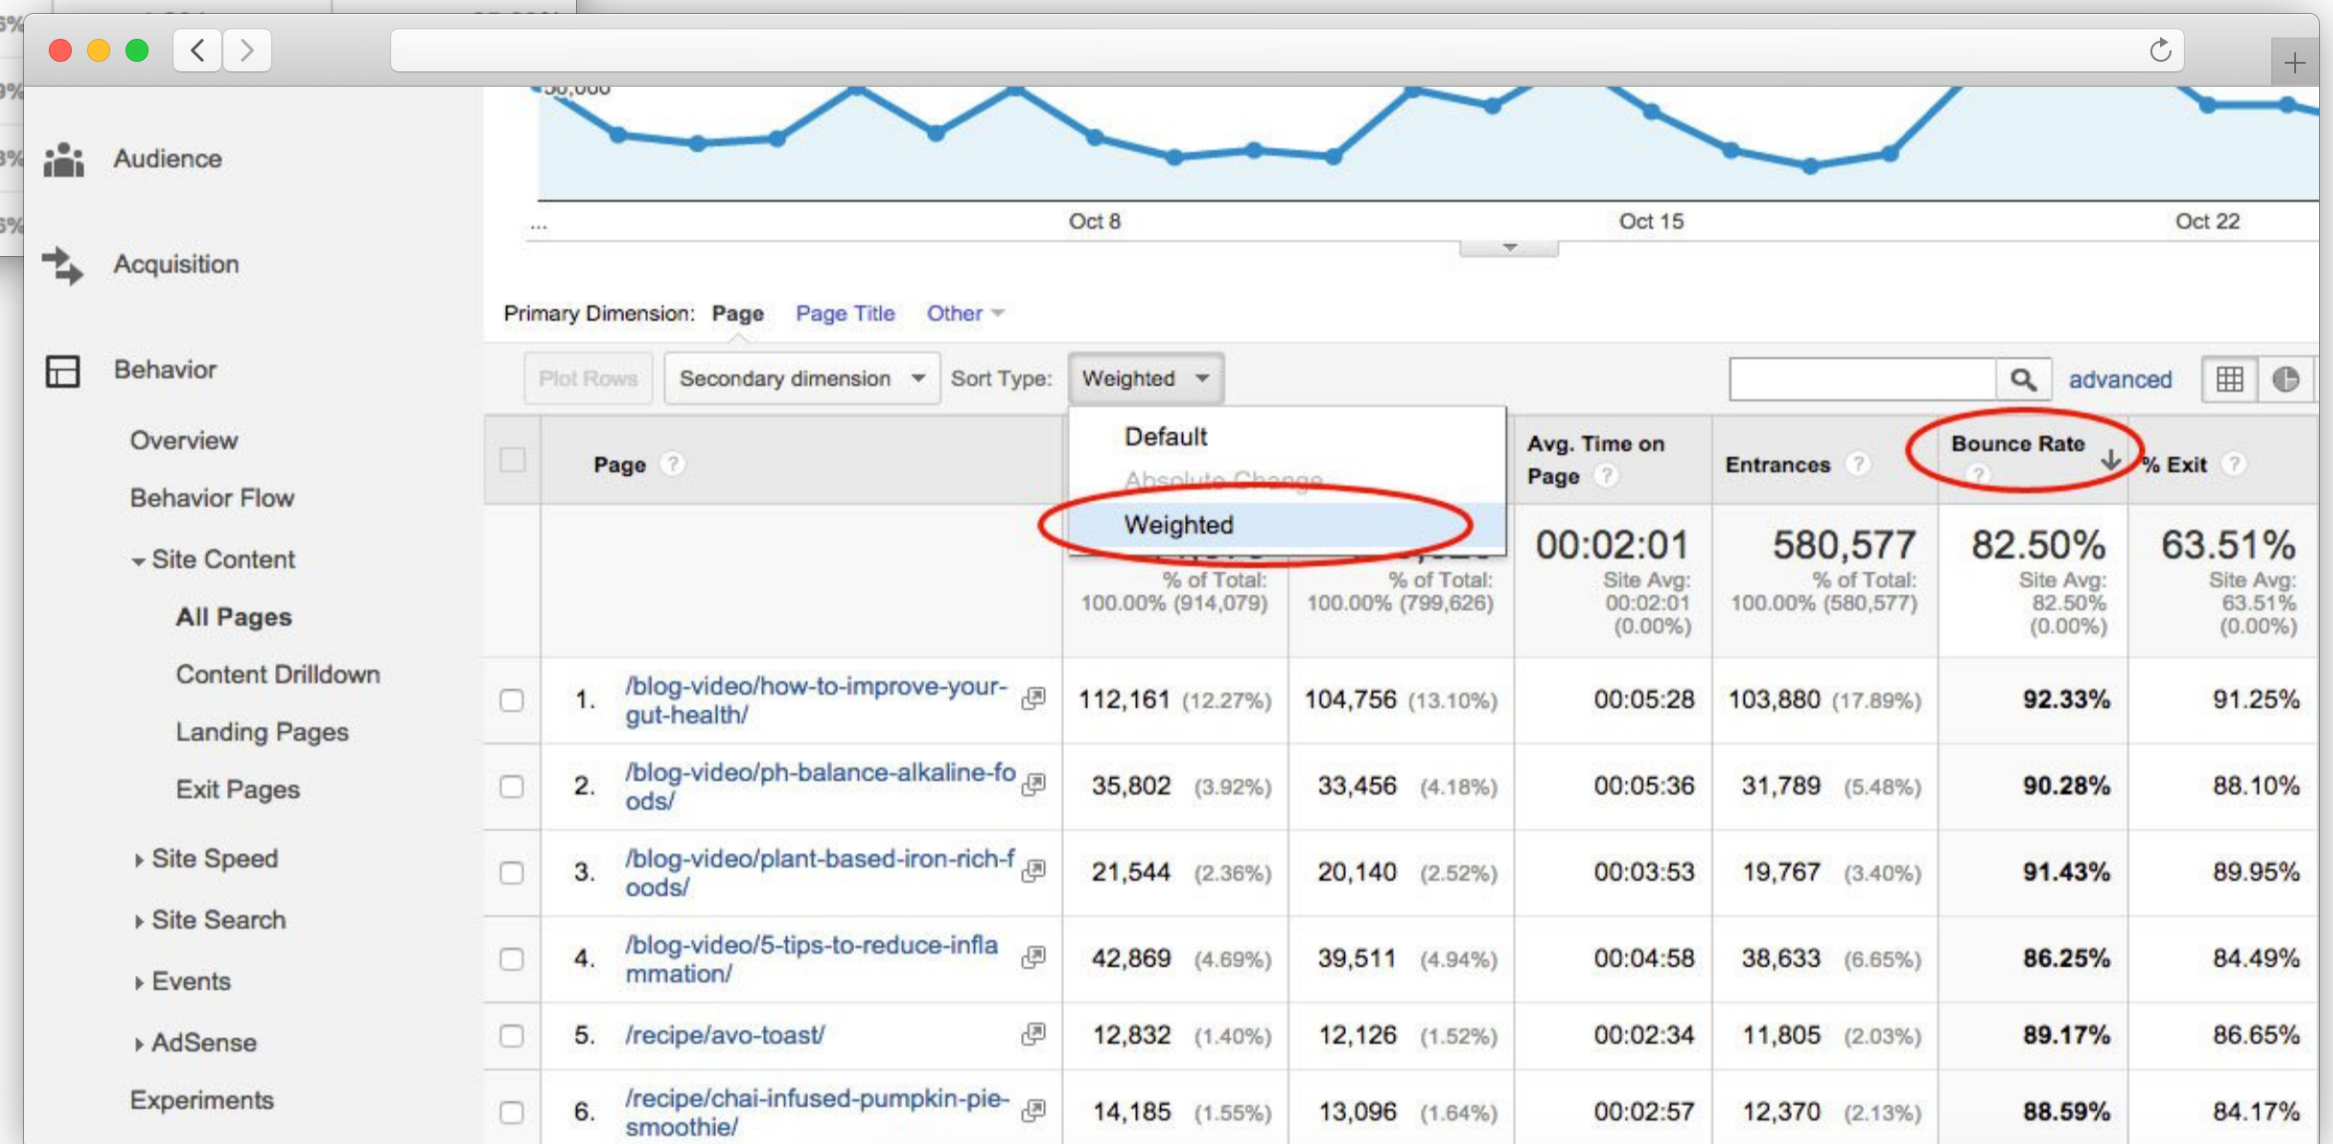 50,000
Audience
...
Oct 8
Oct 15
Oct 22
Acquisition
Primary Dimension: Page Page Title Other
Behavior
Plot Rows
Secondary dimension
Sort Type:
Weighted
advanced
Default
Absolute Change
Weighted
Page ?
Avg. Time on
Page ?
Entrances ?
Bounce Rate
?
% Exit ?
Overview
Behavior Flow
Site Content
All Pages
Content Drilldown
Landing Pages
Exit Pages
Site Speed
Site Search
Events
AdSense
Experiments
% of Total:
100.00% (914,079)
% of Total:
100.00% (799,626)
00:02:01
Site Avg:
00:02:01
(0.00%)
580,577
% of Total:
100.00% (580,577)
82.50%
Site Avg:
82.50%
(0.00%)
63.51%
Site Avg:
63.51%
(0.00%)
1. /blog-video/how-to-improve-your-
gut-health/
112,161 (12.27%) 104,756 (13.10%) 00:05:28 103,880 (17.89%) 92.33% 91.25%
2. /blog-video/ph-balance-alkaline-fo
ods/
35,802 (3.92%) 33,456 (4.18%) 00:05:36 31,789 (5.48%) 90.28% 88.10%
3. /blog-video/plant-based-iron-rich-f
oods/
21,544 (2.36%) 20,140 (2.52%) 00:03:53 19,767 (3.40%) 91.43% 89.95%
4. /blog-video/5-tips-to-reduce-infla
mmation/
42,869 (4.69%) 39,511 (4.94%) 00:04:58 38,633 (6.65%) 86.25% 84.49%
5. /recipe/avo-toast/ 12,832 (1.40%) 12,126 (1.52%) 00:02:34 11,805 (2.03%) 89.17% 86.65%
6. /recipe/chai-infused-pumpkin-pie-
smoothie/
14,185 (1.55%) 13,096 (1.64%) 00:02:57 12,370 (2.13%) 88.59% 84.17%